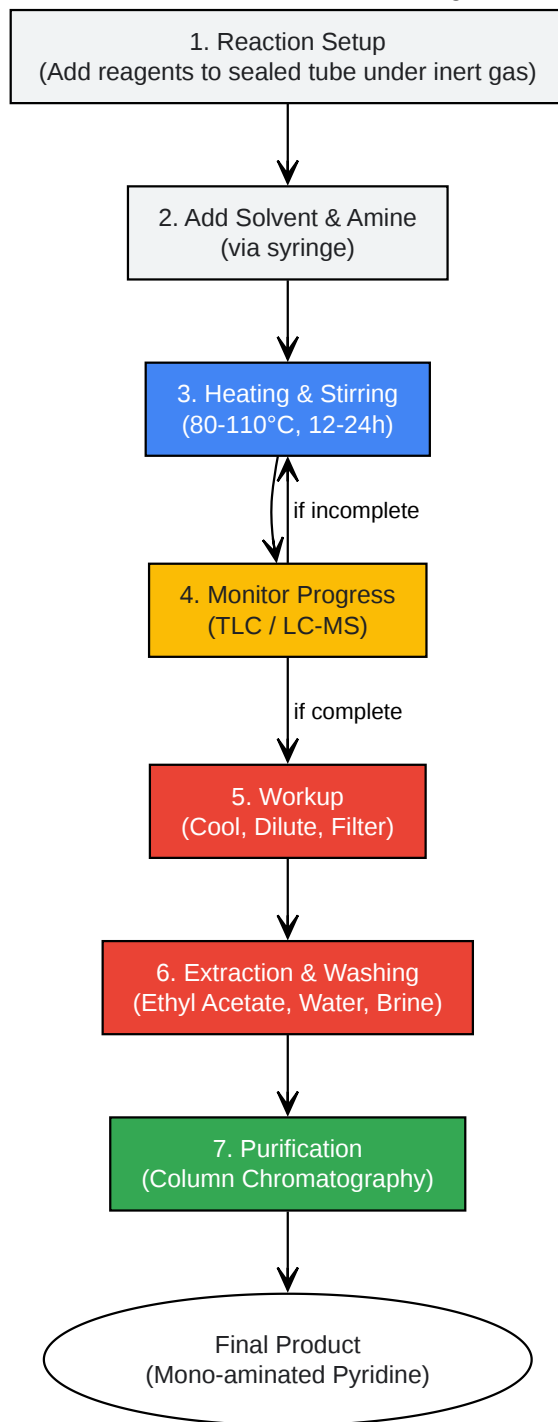 1. Reaction Setup
(Add reagents to sealed tube under inert gas)
2. Add Solvent & Amine
(via syringe)
3. Heating & Stirring
(80-110°C, 12-24h)
if incomplete
4. Monitor Progress
(TLC / LC-MS)
if complete
5. Workup
(Cool, Dilute, Filter)
6. Extraction & Washing
(Ethyl Acetate, Water, Brine)
7. Purification
(Column Chromatography)
Final Product
(Mono-aminated Pyridine)